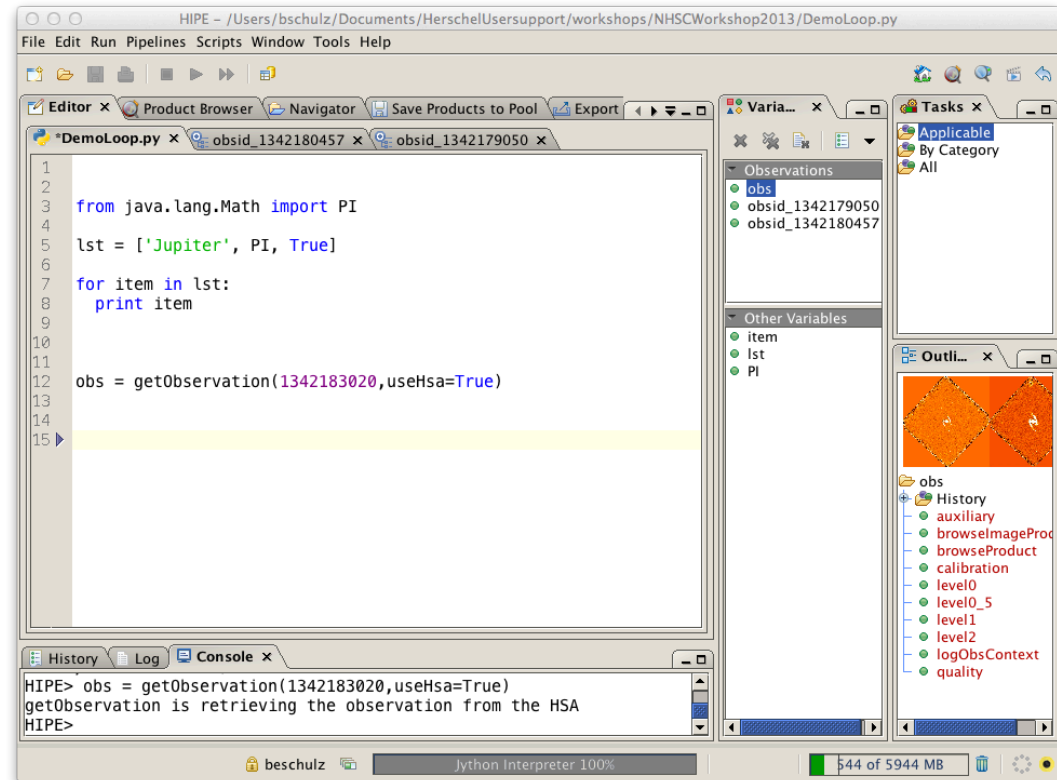 HIPE – /Users/bschulz/Documents/HerschelUsersupport/workshops/NHSCWorkshop2013/DemoLoop.py
File Edit Run Pipelines Scripts Window Tools Help
Editor × Product Browser Navigator Save Products to Pool Export
*DemoLoop.py × obsid_1342180457 × obsid_1342179050 ×
1
2
3 from java.lang.Math import PI
4
5 lst = ['Jupiter', PI, True]
6
7 for item in lst:
8 print item
9
10
11
12 obs = getObservation(1342183020,useHsa=True)
13
14
15
History Log Console ×
HIPE> obs = getObservation(1342183020,useHsa=True)
getObservation is retrieving the observation from the HSA
HIPE>
Varia... ×
Observations
obs
obsid_1342179050
obsid_1342180457
Other Variables
item
lst
PI
Tasks ×
Applicable
By Category
All
Outli... ×
obs
History
auxiliary
browseImageProd
browseProduct
calibration
level0
level0_5
level1
level2
logObsContext
quality
beschulz
Jython Interpreter 100%
544 of 5944 MB